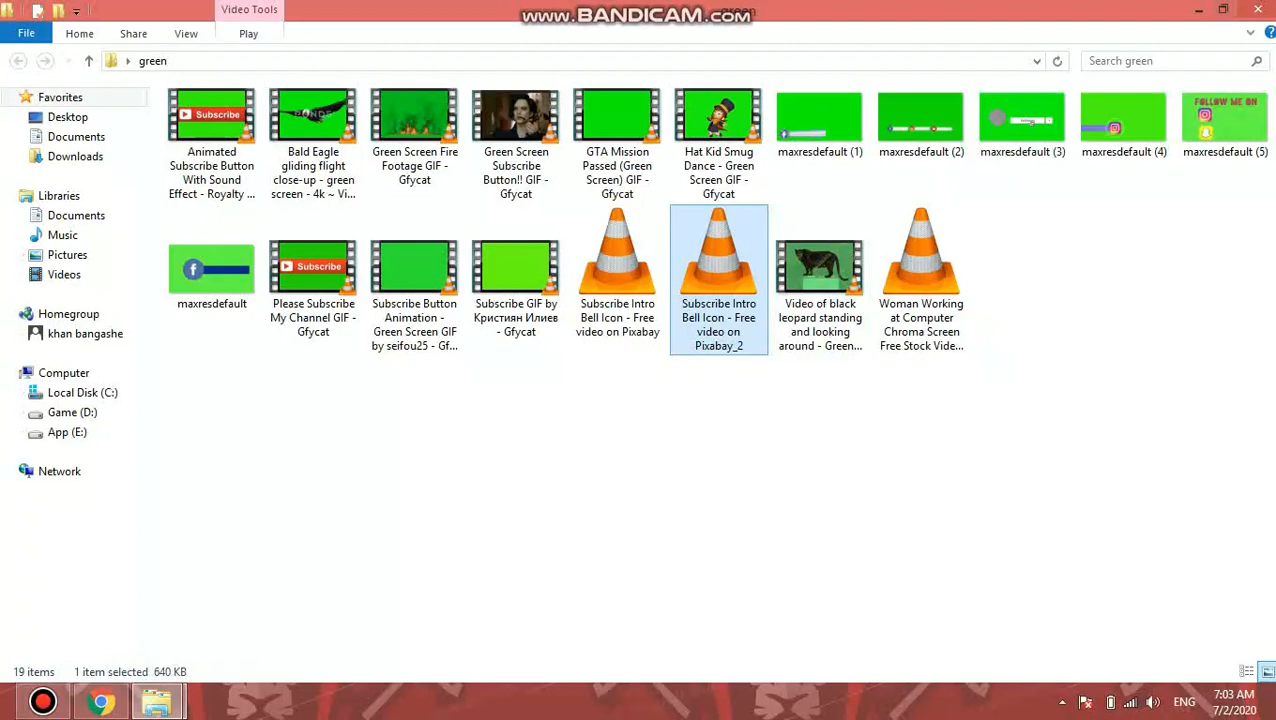 Video Tools
www.BANDICAM.com
File
Home
Share
View
Play
green
Search green
Favorites
Desktop
Documents
Downloads
Libraries
Documents
Music
Pictures
Videos
Homegroup
khan bangashe
Computer
Local Disk (C:)
Game (D:)
App (E:)
Network
Subscribe
Animated
Subscribe Button
With Sound
Effect - Royalty ...
Bald Eagle
gliding flight
close-up - green
screen - 4k ~ Vi...
Green Screen Fire
Footage GIF -
Gfycat
Green Screen
Subscribe
Button!! GIF -
Gfycat
GTA Mission
Passed (Green
Screen) GIF -
Gfycat
Hat Kid Smug
Dance - Green
Screen GIF -
Gfycat
maxresdefault (1)
maxresdefault (2)
maxresdefault (3)
maxresdefault (4)
FOLLOW ME ON
maxresdefault (5)
f
maxresdefault
Subscribe
Please Subscribe
My Channel GIF -
Gfycat
Subscribe Button
Animation -
Green Screen GIF
by seifou25 - Gf...
Subscribe GIF by
Кристиян Илиев
- Gfycat
Subscribe Intro
Bell Icon - Free
video on Pixabay
Subscribe Intro
Bell Icon - Free
video on
Pixabay_2
Video of black
leopard standing
and looking
around - Green...
Woman Working
at Computer
Chroma Screen
Free Stock Vide...
19 items
1 item selected 640 KB
ENG
7:03 AM
7/2/2020